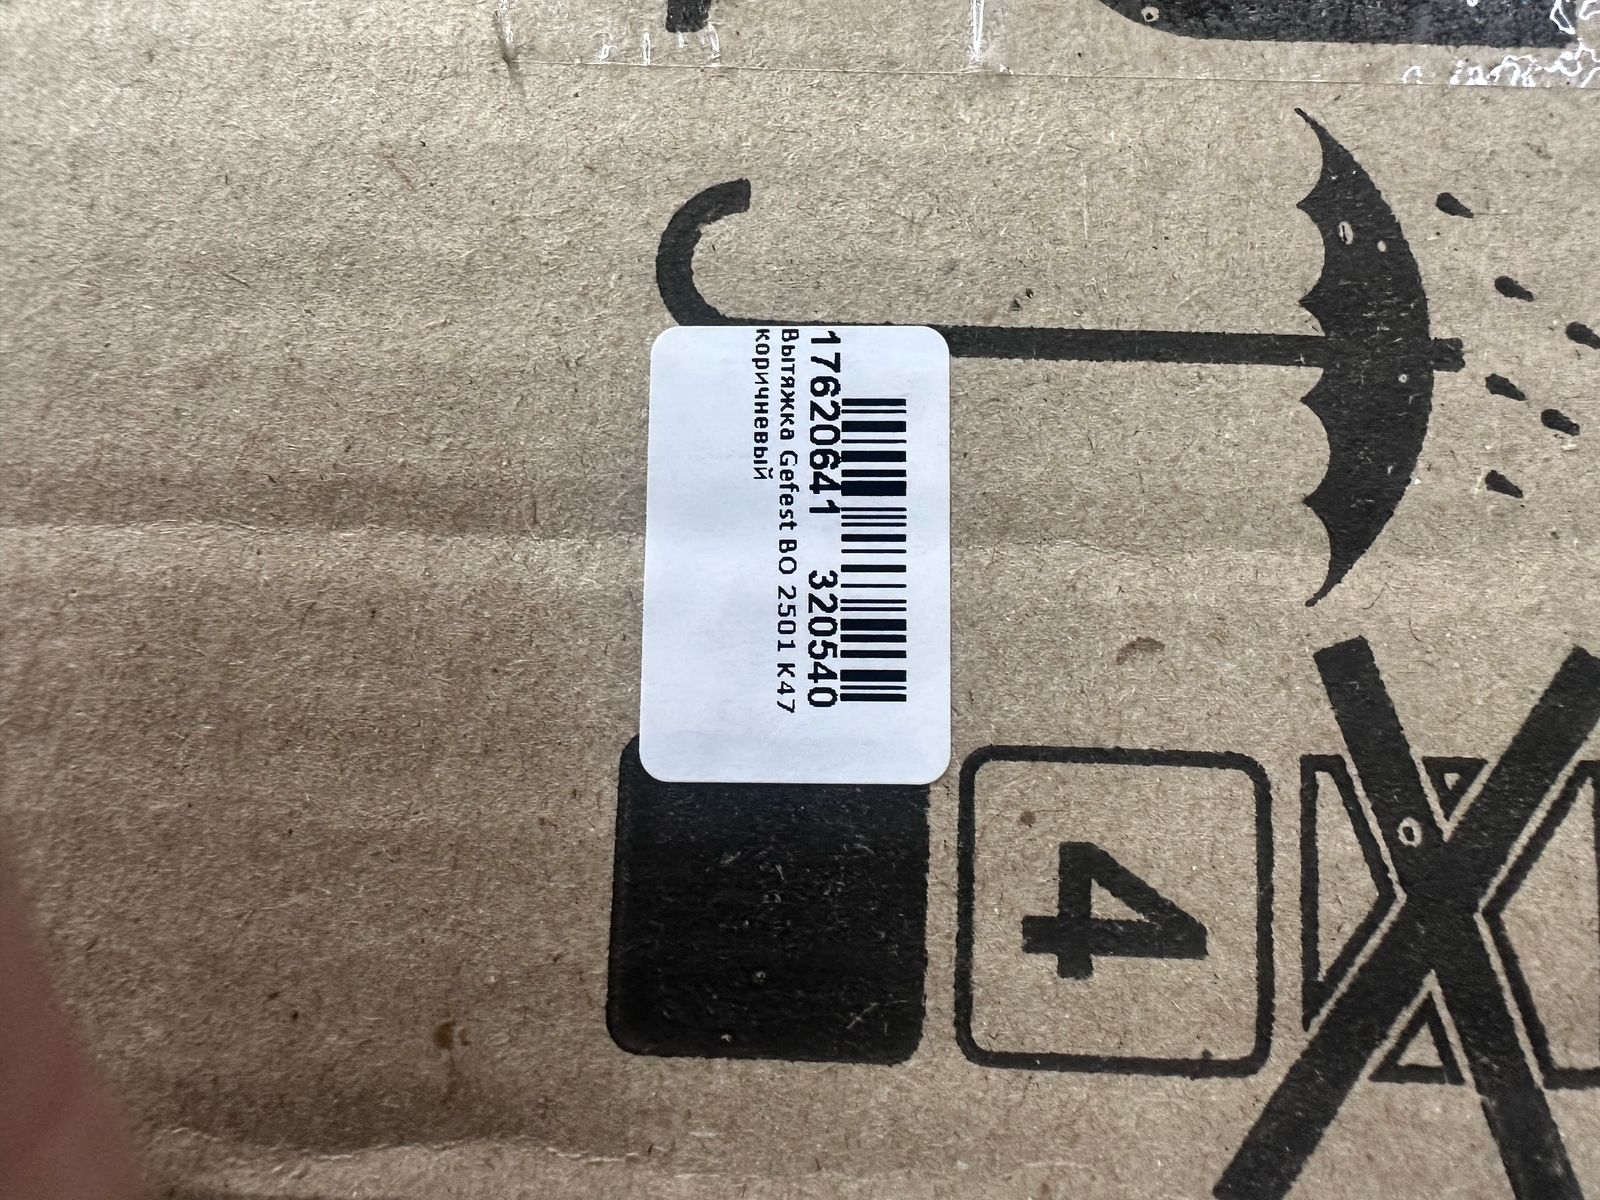 17620641 320540
Вытяжка Gefest ВО 2501 К47
коричневый
4